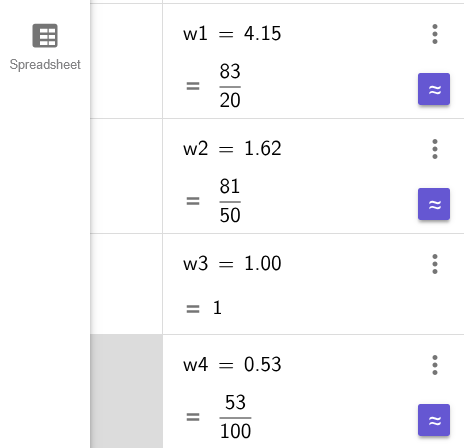 Spreadsheet
w1 = 4.15
= 83/20
≈
w2 = 1.62
= 81/50
≈
w3 = 1.00
= 1
w4 = 0.53
= 53/100
≈